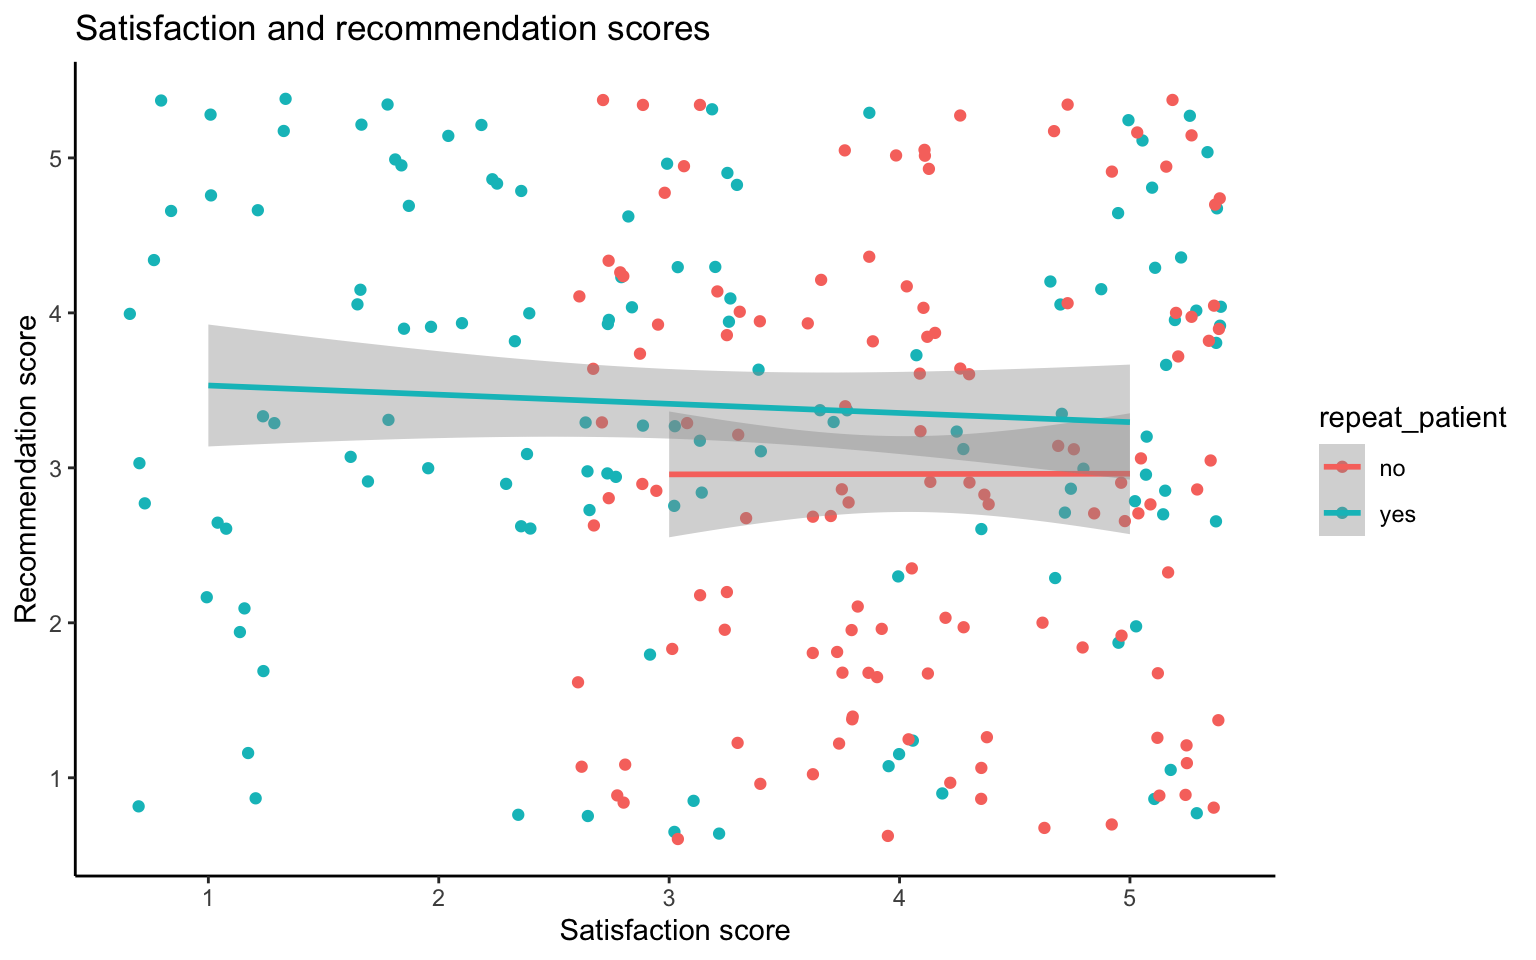 Satisfaction and recommendation scores
Recommendation score
5
4
3
2
1
1 2 3 4 5
Satisfaction score
repeat_patient
no
yes